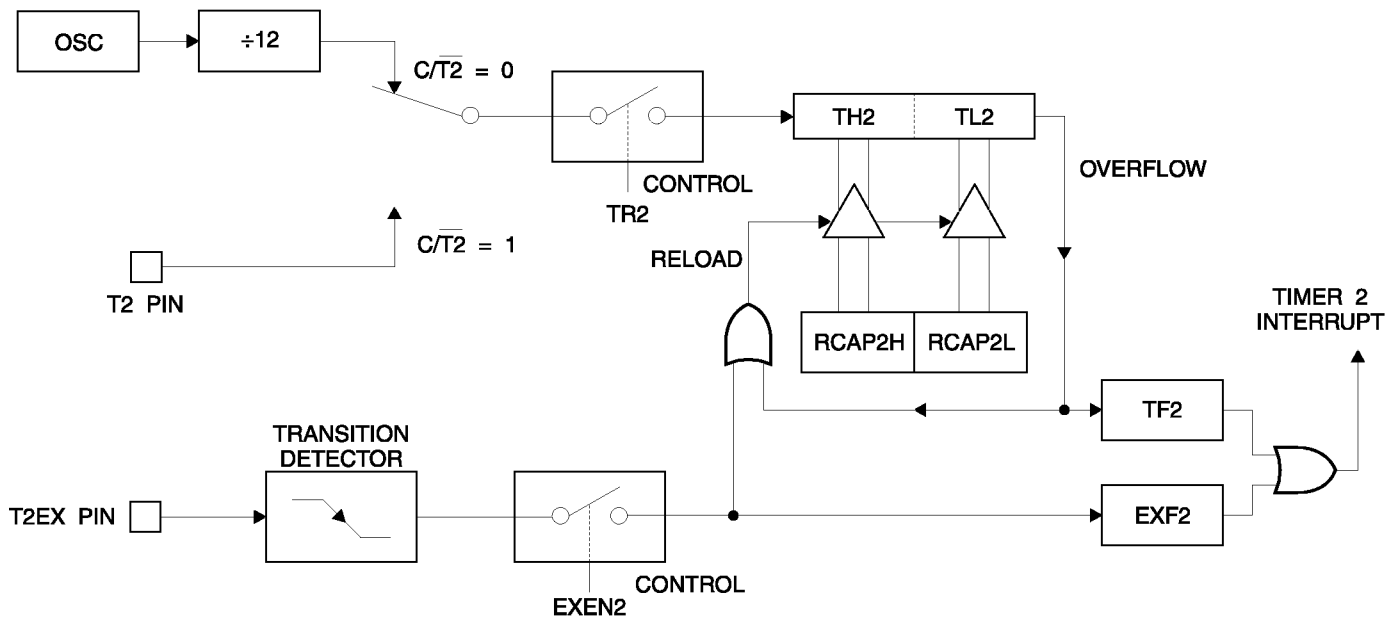 OSC
÷12
C/T2̅ = 0
TH2
TL2
OVERFLOW
CONTROL
TR2
C/T2̅ = 1
RELOAD
T2 PIN
TIMER 2
INTERRUPT
RCAP2H
RCAP2L
TF2
TRANSITION
DETECTOR
T2EX PIN
EXF2
CONTROL
EXEN2